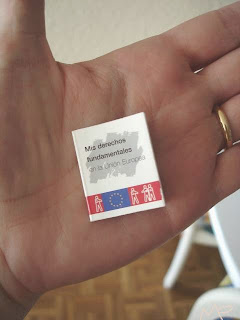 Mis derechos
fundamentales
en la Unión Europea